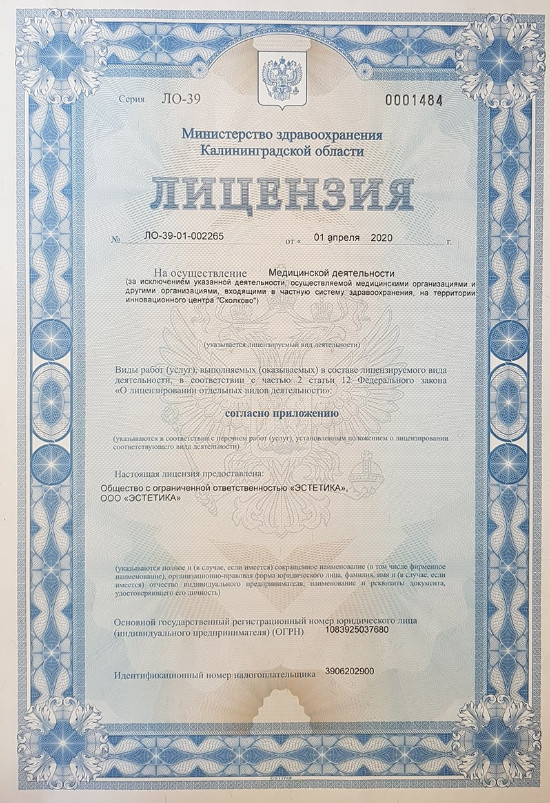 Серия ЛО-39 0001484
Министерство здравоохранения
Калининградской области
ЛИЦЕНЗИЯ
№ ЛО-39-01-002265 от « 01 апреля 2020 г.
На осуществление Медицинской деятельности
(за исключением указанной деятельности, осуществляемой медицинскими организациями и
другими организациями, входящими в частную систему здравоохранения, на территории
инновационного центра "Сколково")
(указывается лицензируемый вид деятельности)
Виды работ (услуг), выполняемых (оказываемых) в составе лицензируемого вида
деятельности, в соответствии с частью 2 статьи 12 Федерального закона
«О лицензировании отдельных видов деятельности»:
согласно приложению
(указываются в соответствии с перечнем работ (услуг), установленным положением о лицензировании
соответствующего вида деятельности)
Настоящая лицензия предоставлена:
Общество с ограниченной ответственностью «ЭСТЕТИКА»,
ООО «ЭСТЕТИКА»
(указываются полное и (в случае, если имеется) сокращенное наименование (в том числе фирменное
наименование), организационно-правовая форма юридического лица, фамилия, имя и (в случае, если
имеется) отчество индивидуального предпринимателя, наименование и реквизиты документа,
удостоверяющего его личность)
Основной государственный регистрационный номер юридического лица
(индивидуального предпринимателя) (ОГРН) 1083925037680
Идентификационный номер налогоплательщика 3906202900